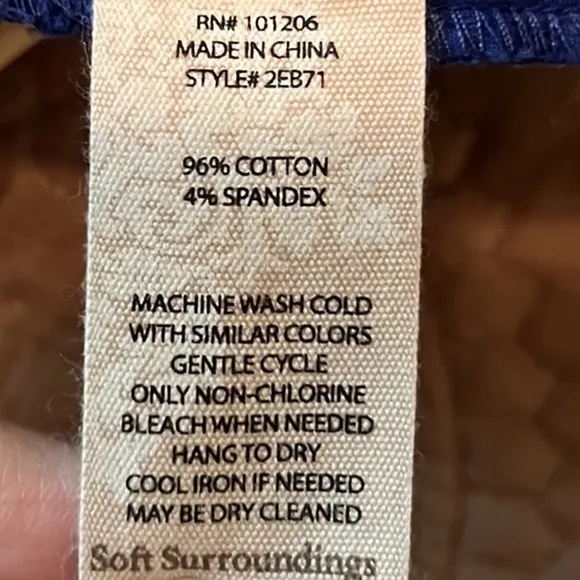 RN# 101206
MADE IN CHINA
STYLE# 2EB71
96% COTTON
4% SPANDEX
MACHINE WASH COLD
WITH SIMILAR COLORS
GENTLE CYCLE
ONLY NON-CHLORINE
BLEACH WHEN NEEDED
HANG TO DRY
COOL IRON IF NEEDED
MAY BE DRY CLEANED
Soft Surroundings